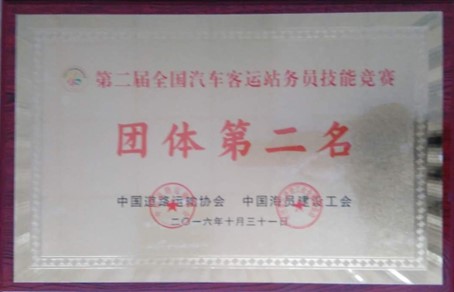 第二届全国汽车客运站务员技能竞赛
团体第二名
中国道路运输协会 中国海员建设工会
二〇一六年十月三十一日